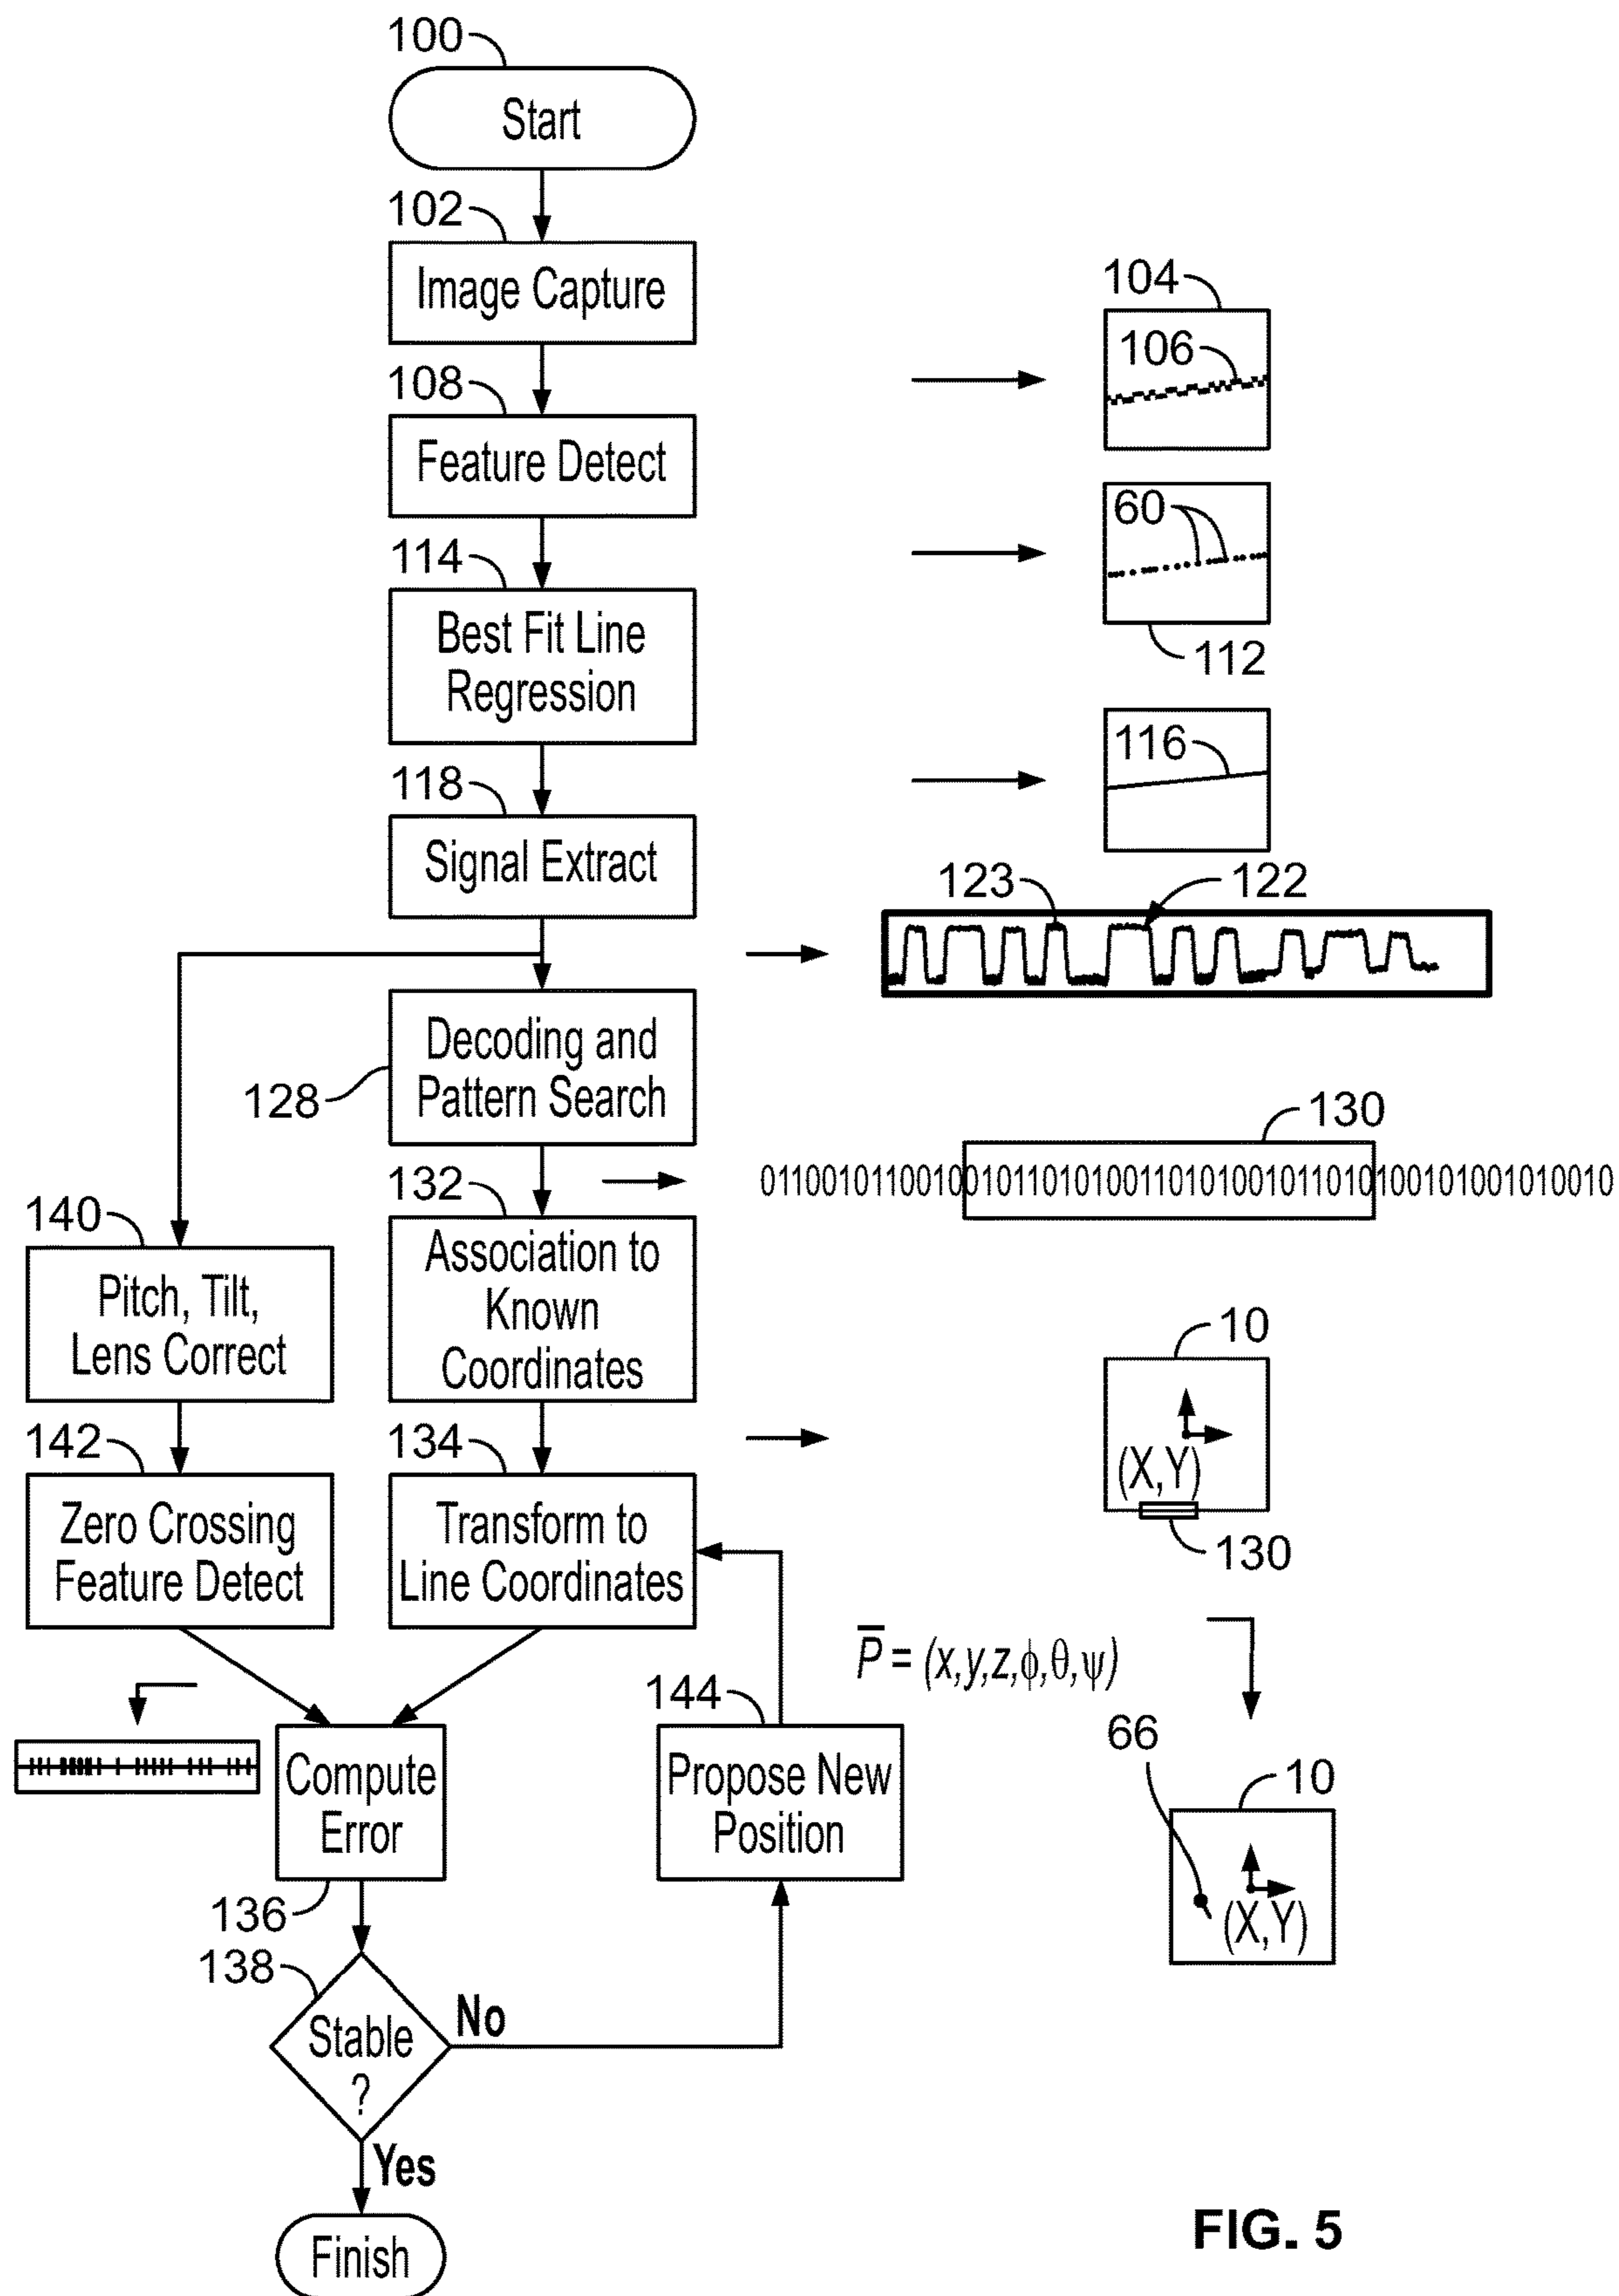 100
Start
102
Image Capture
104
106
108
Feature Detect
60
112
114
Best Fit Line
Regression
116
118
Signal Extract
123
122
Decoding and
Pattern Search
128
130
011001011001001011010100110101001011010100101001010010
132
Association to
Known
Coordinates
140
Pitch, Tilt,
Lens Correct
10
(X,Y)
130
142
Zero Crossing
Feature Detect
134
Transform to
Line Coordinates
P̅ = (x,y,z,ϕ,θ,ψ)
144
Propose New
Position
66
10
(X,Y)
Compute
Error
136
138
Stable
?
No
Yes
Finish
FIG. 5